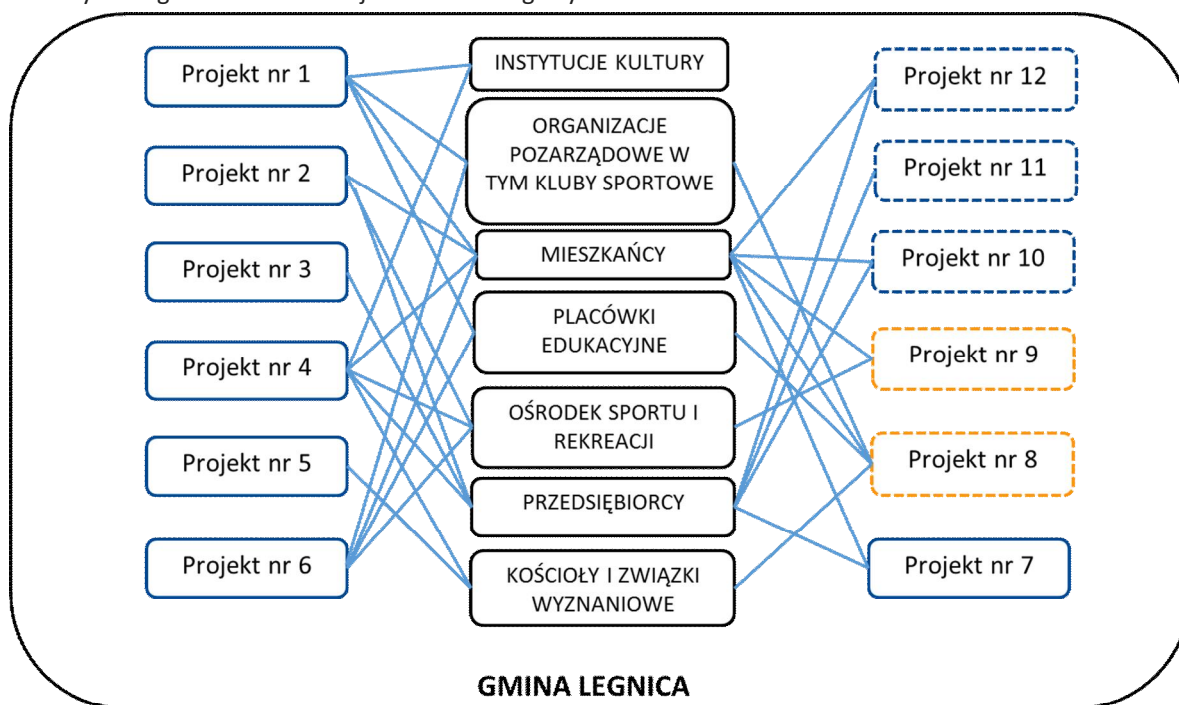 Projekt nr 1
Projekt nr 2
Projekt nr 3
Projekt nr 4
Projekt nr 5
Projekt nr 6
INSTYTUCJE KULTURY
ORGANIZACJE
POZARZĄDOWE W
TYM KLUBY SPORTOWE
MIESZKAŃCY
PLACÓWKI
EDUKACYJNE
OŚRODEK SPORTU I
REKREACJI
PRZEDSIĘBIORCY
KOŚCIOŁY I ZWIĄZKI
WYZNANIOWE
Projekt nr 12
Projekt nr 11
Projekt nr 10
Projekt nr 9
Projekt nr 8
Projekt nr 7
GMINA LEGNICA